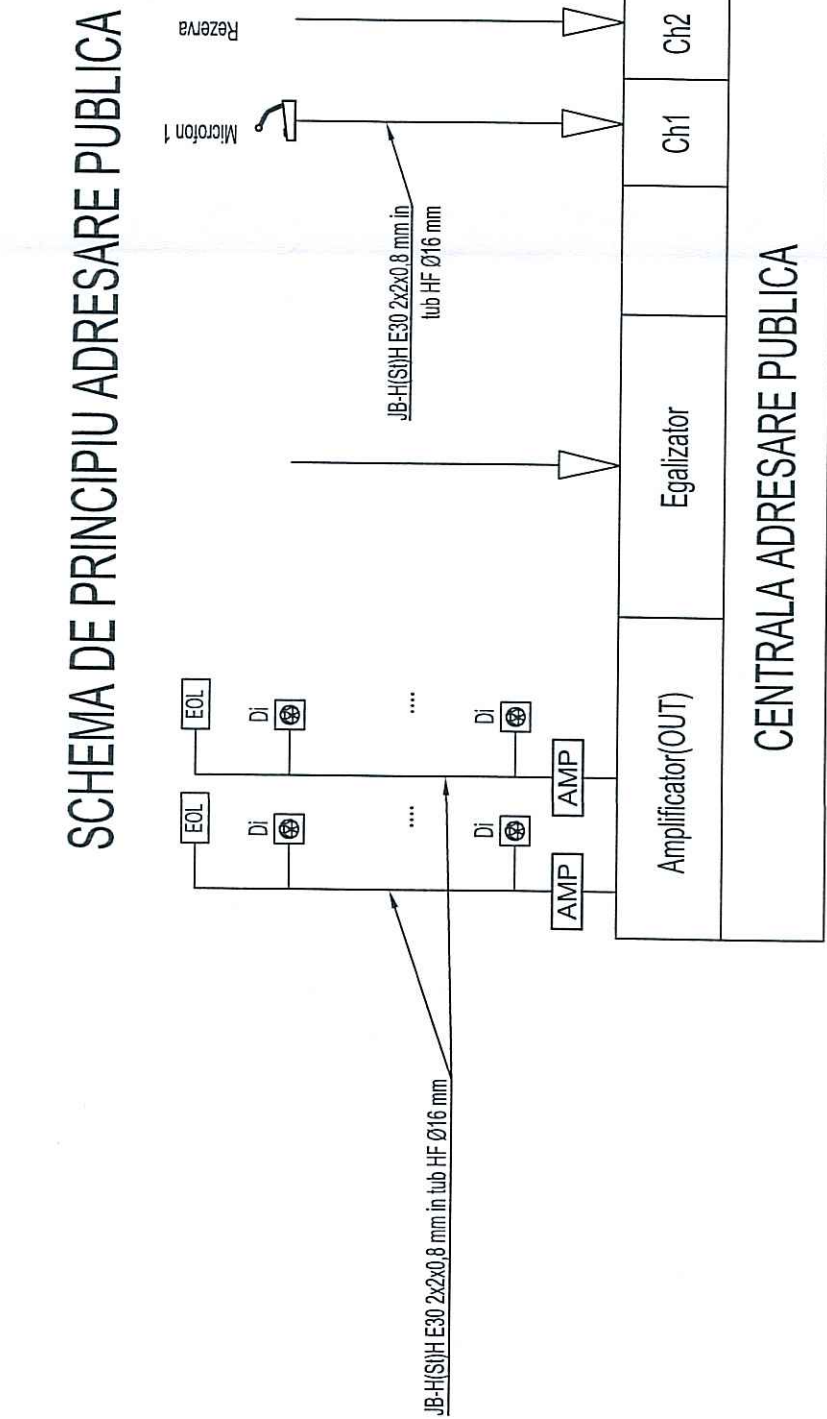 SCHEMA DE PRINCIPIU ADRESARE PUBLICA
JB-H(St)H E30 2x2x0,8 mm in tub HF Ø16 mm
EOL
EOL
Di
Di
....
....
Di
Di
AMP
AMP
JB-H(St)H E30 2x2x0,8 mm in
tub HF Ø16 mm
Microfon 1
Rezerva
Amplificator(OUT)
Egalizator
Ch1
Ch2
CENTRALA ADRESARE PUBLICA